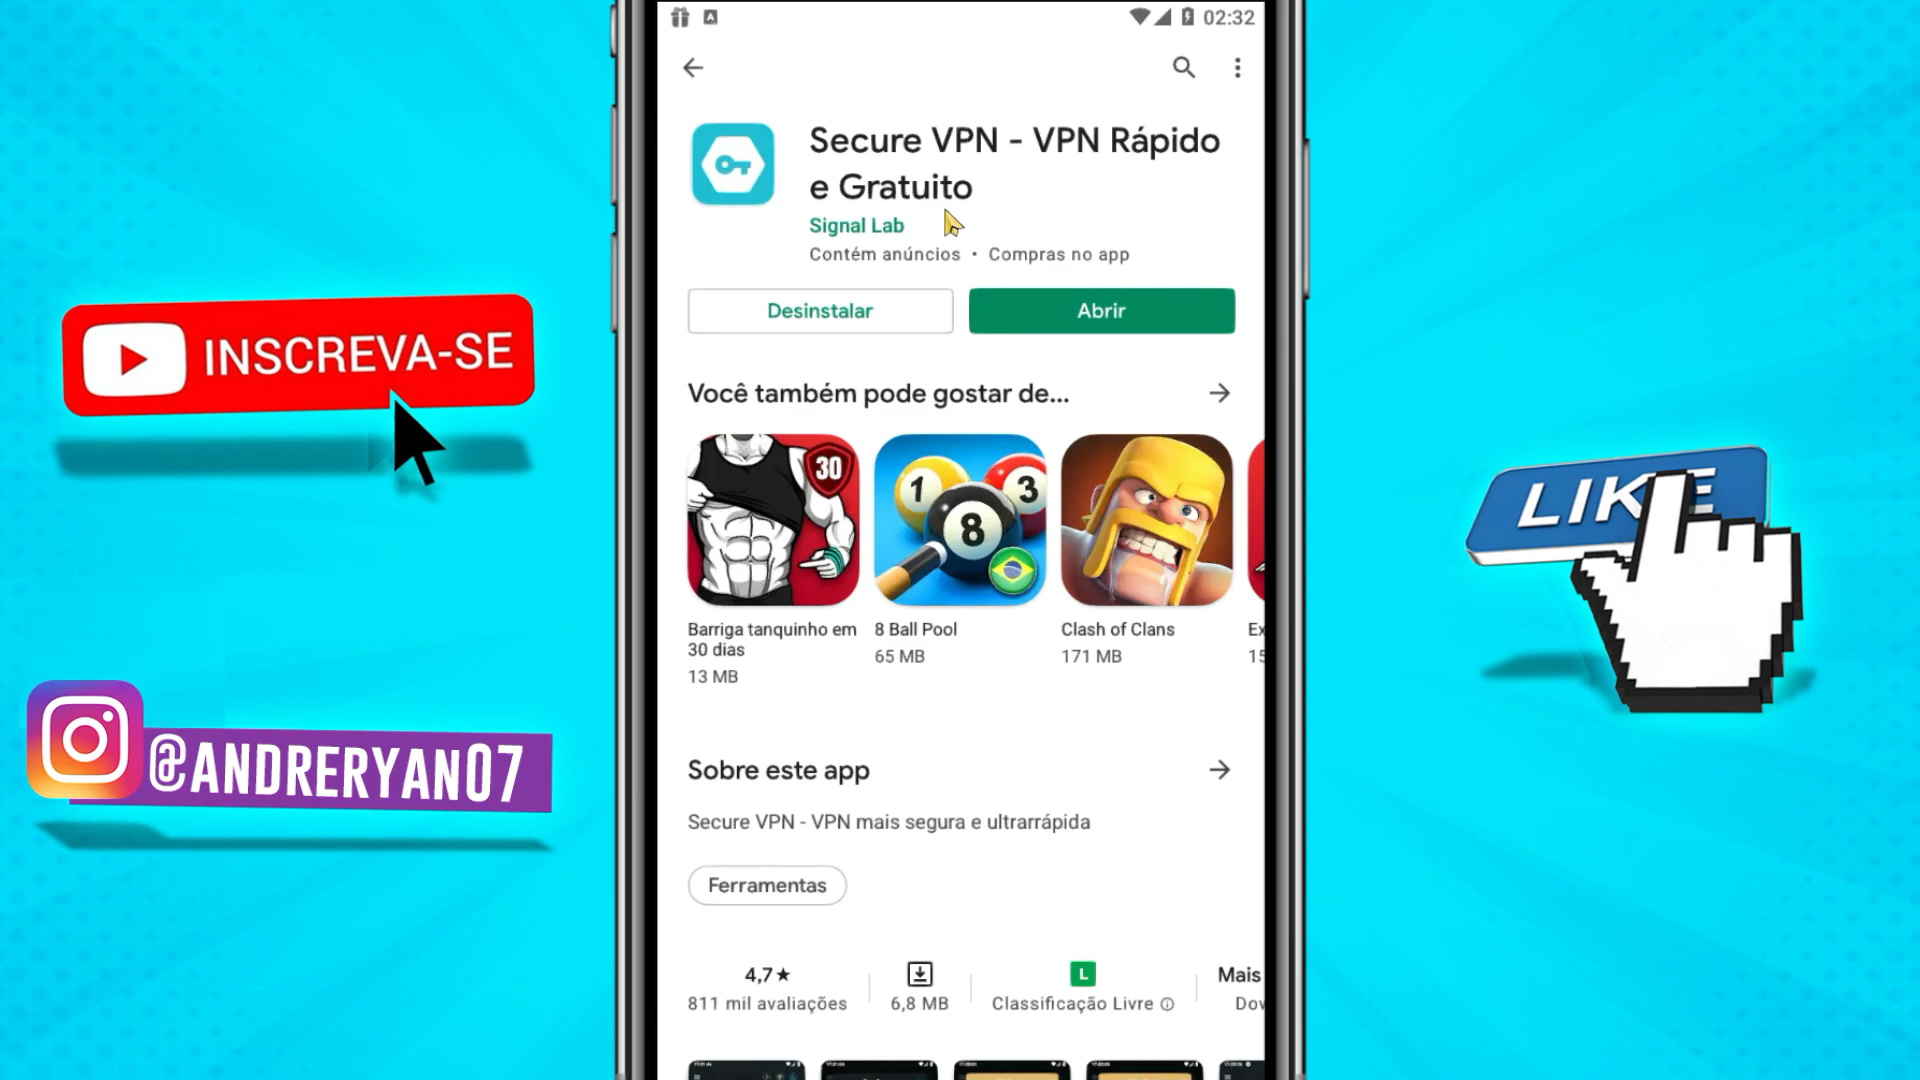 02:32
Secure VPN - VPN Rápido
e Gratuito
Signal Lab
Contém anúncios • Compras no app
Desinstalar
Abrir
INSCREVA-SE
Você também pode gostar de...
30
1
3
8
LIKE
Barriga tanquinho em
30 dias
13 MB
8 Ball Pool
65 MB
Clash of Clans
171 MB
Ex
15
@ANDRERYAN07
Sobre este app
Secure VPN - VPN mais segura e ultrarrápida
Ferramentas
4,7★
811 mil avaliações
6,8 MB
L
Classificação Livre
Mais
Dow